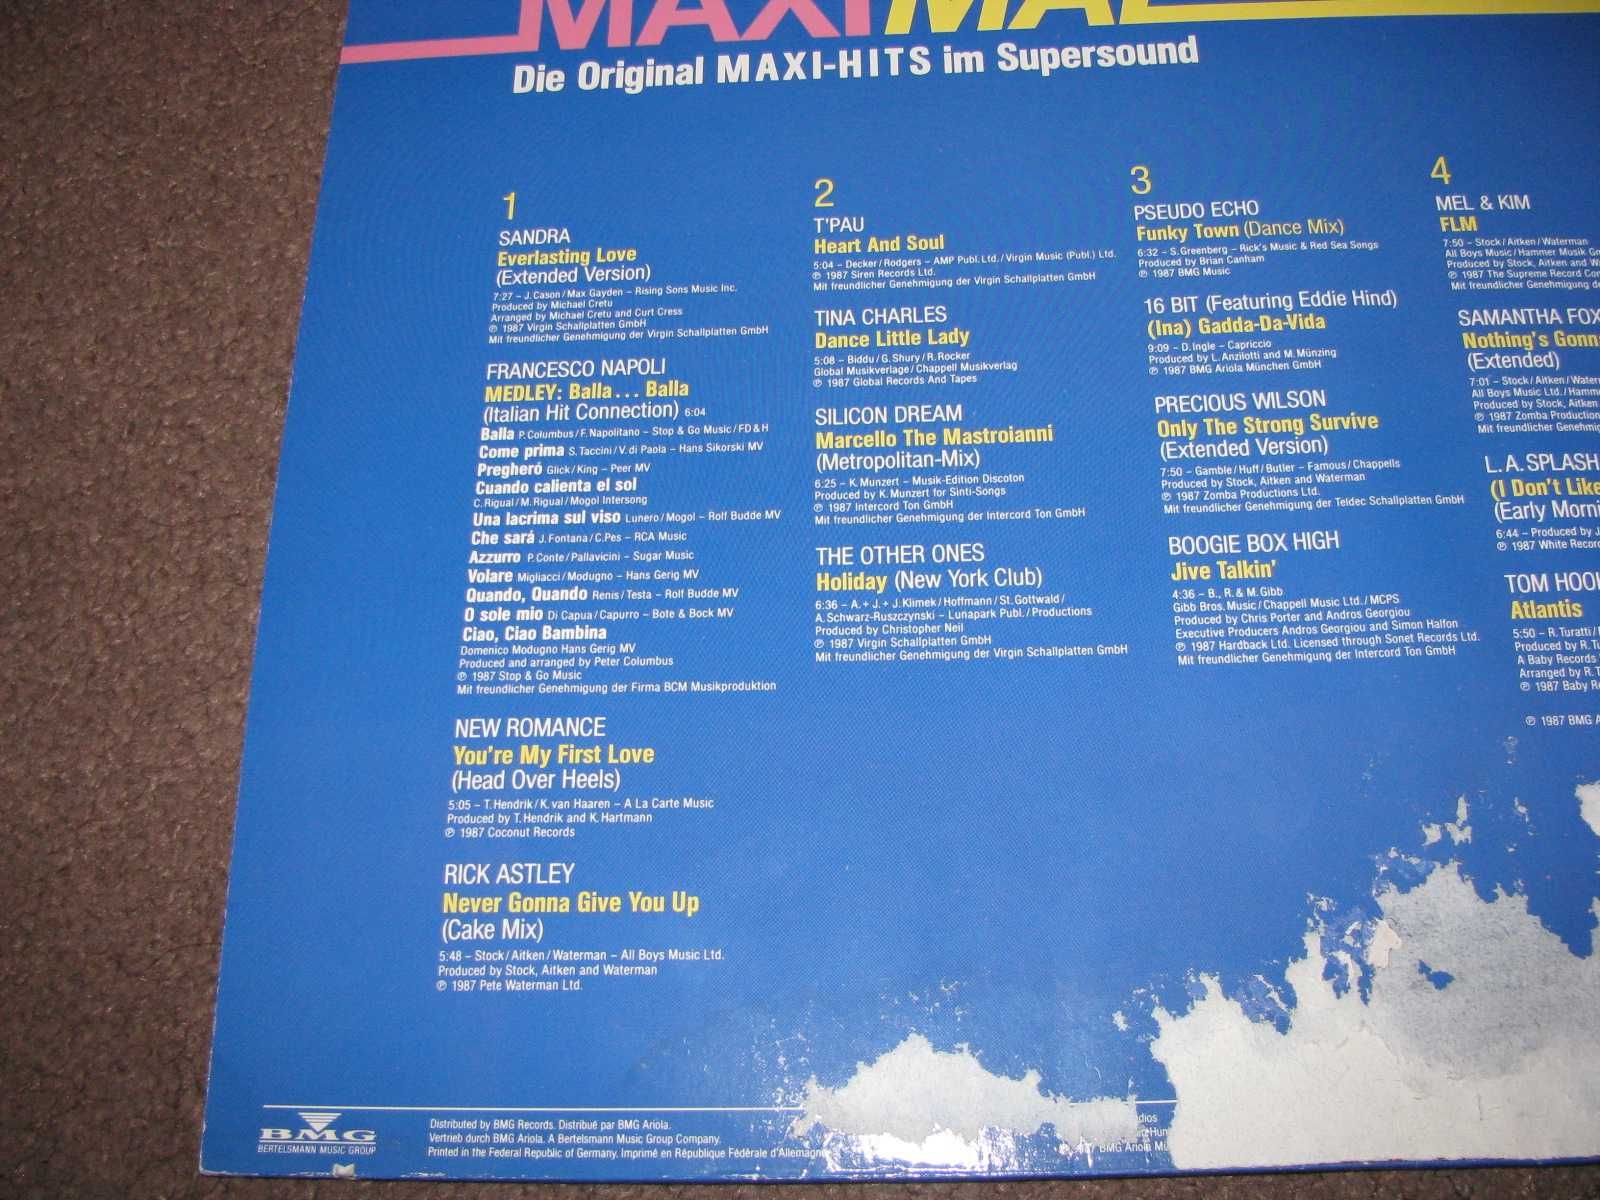 MAXIMAL
Die Original MAXI-HITS im Supersound
1
SANDRA
Everlasting Love
(Extended Version)
7:27 – J. Cason/Max Gayden – Rising Sons Music Inc.
Produced by Michael Cretu
Arranged by Michael Cretu and Curt Cress
℗ 1987 Virgin Schallplatten GmbH
Mit freundlicher Genehmigung der Virgin Schallplatten GmbH
FRANCESCO NAPOLI
MEDLEY: Balla... Balla
(Italian Hit Connection) 6:04
Balla P. Columbus/F. Napolitano – Stop & Go Music/FD&H
Come prima S. Taccini/V. di Paola – Hans Sikorski MV
Pregheró Glick/King – Peer MV
Cuando calienta el sol
C. Rigual/M. Rigual/Mogol Intersong
Una lacrima sul viso Lunero/Mogol – Rolf Budde MV
Che sará J. Fontana/C. Pes – RCA Music
Azzurro P. Conte/Pallavicini – Sugar Music
Volare Migliacci/Modugno – Hans Gerig MV
Quando, Quando Renis/Testa – Rolf Budde MV
O sole mio Di Capua/Capurro – Bote & Bock MV
Ciao, Ciao Bambina
Domenico Modugno Hans Gerig MV
Produced and arranged by Peter Columbus
℗ 1987 Stop & Go Music
Mit freundlicher Genehmigung der Firma BCM Musikproduktion
NEW ROMANCE
You're My First Love
(Head Over Heels)
5:05 – T. Hendrik/K. van Haaren – A La Carte Music
Produced by T. Hendrik and K. Hartmann
℗ 1987 Coconut Records
RICK ASTLEY
Never Gonna Give You Up
(Cake Mix)
5:48 – Stock/Aitken/Waterman – All Boys Music Ltd.
Produced by Stock, Aitken and Waterman
℗ 1987 Pete Waterman Ltd.
2
T'PAU
Heart And Soul
5:04 – Decker/Rodgers – AMP Publ. Ltd./Virgin Music (Publ.) Ltd.
℗ 1987 Siren Records Ltd.
Mit freundlicher Genehmigung der Virgin Schallplatten GmbH
TINA CHARLES
Dance Little Lady
5:08 – Biddu/G. Shury/R. Rocker
Global Musikverlage/Chappell Musikverlag
℗ 1987 Global Records And Tapes
SILICON DREAM
Marcello The Mastroianni
(Metropolitan-Mix)
6:25 – K. Munzert – Musik-Edition Discoton
Produced by K. Munzert for Sinti-Songs
℗ 1987 Intercord Ton GmbH
Mit freundlicher Genehmigung der Intercord Ton GmbH
THE OTHER ONES
Holiday (New York Club)
6:36 – A. + J. + J. Klimek/Hoffmann/St. Gottwald/
A. Schwarz-Ruszczynski – Lunapark Publ./Productions
Produced by Christopher Neil
℗ 1987 Virgin Schallplatten GmbH
Mit freundlicher Genehmigung der Virgin Schallplatten GmbH
3
PSEUDO ECHO
Funky Town (Dance Mix)
6:32 – S. Greenberg – Rick's Music & Red Sea Songs
Produced by Brian Canham
℗ 1987 BMG Music
16 BIT (Featuring Eddie Hind)
(Ina) Gadda-Da-Vida
9:09 – D. Ingle – Capriccio
Produced by L. Anzilotti and M. Münzing
℗ 1987 BMG Ariola München GmbH
PRECIOUS WILSON
Only The Strong Survive
(Extended Version)
7:50 – Gamble/Huff/Butler – Famous/Chappells
Produced by Stock, Aitken and Waterman
℗ 1987 Zomba Productions Ltd.
Mit freundlicher Genehmigung der Teldec Schallplatten GmbH
BOOGIE BOX HIGH
Jive Talkin'
4:36 – B., R. & M. Gibb
Gibb Bros. Music/Chappell Music Ltd./MCPS
Produced by Chris Porter and Andros Georgiou
Executive Producers Andros Georgiou and Simon Halfon
℗ 1987 Hardback Ltd. Licensed through Sonet Records Ltd.
Mit freundlicher Genehmigung der Intercord Ton GmbH
4
MEL & KIM
FLM
7:50 – Stock/Aitken/Waterman
All Boys Music/Hammer Musik
Produced by Stock, Aitken and
℗ 1987 The Supreme Record
Mit freundlicher Genehmigung
SAMANTHA FOX
Nothing's
(Extended)
7:01 – Stock/Aitken/
All Boys Music Ltd./
Produced by Stock, Aitken
℗ 1987 Zomba
Mit freundlicher
L.A. SPLASH
(I Don't Like
(Early
6:44 – Produced by
℗ 1987 White
TOM
Atlantis
5:50 – R. Turatti/
Produced by R.
A Baby Records
Arranged by R.
℗ 1987 Baby
℗ 1987 BMG
BMG
BERTELSMANN MUSIC GROUP
Distributed by BMG Records. Distribué par BMG Ariola.
Vertrieb durch BMG Ariola. A Bertelsmann Music Group Company.
Printed in the Federal Republic of Germany. Imprimé en République Fédérale d'Allemagne
BMG Ariola